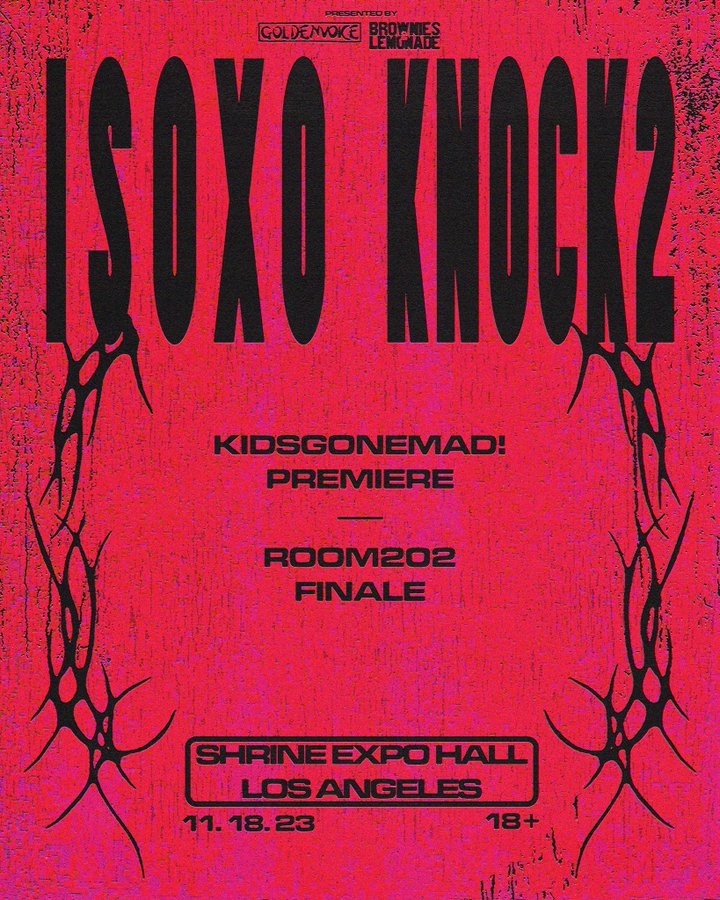 PRESENTED BY
GOLDENVOICE BROWNIES LEMONADE
ISOXO KNOCK2
KIDSGONEMAD!
PREMIERE
ROOM202
FINALE
SHRINE EXPO HALL
LOS ANGELES
11. 18. 23 18+